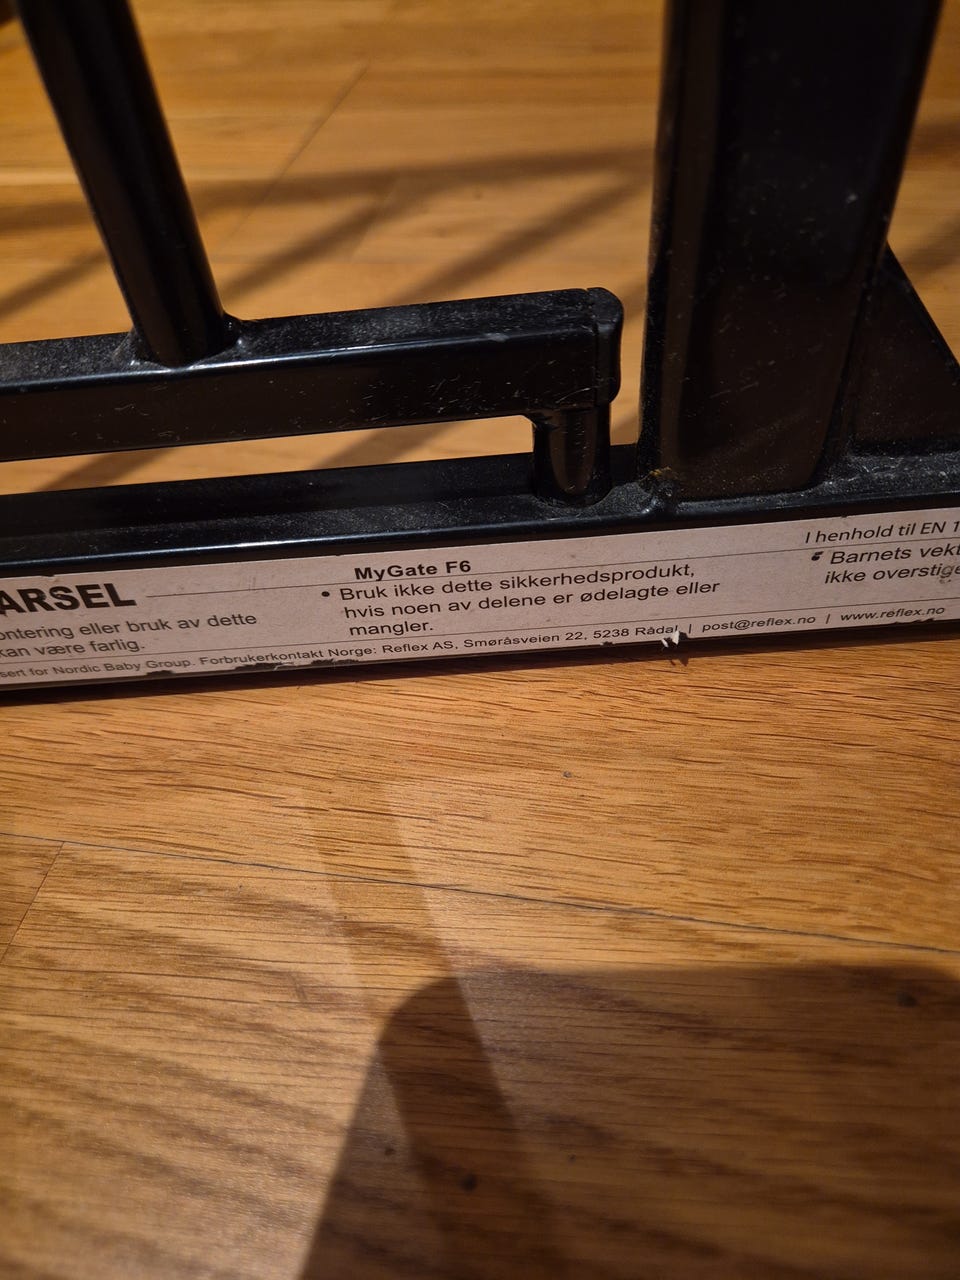 ARSEL
ontering eller bruk av dette
kan være farlig.
MyGate F6
• Bruk ikke dette sikkerhedsprodukt,
hvis noen av delene er ødelagte eller
mangler.
I henhold til EN 1
• Barnets vekt
ikke overstige
sert for Nordic Baby Group. Forbrukerkontakt Norge: Reflex AS, Smøråsveien 22, 5238 Rådal | post@reflex.no | www.reflex.no